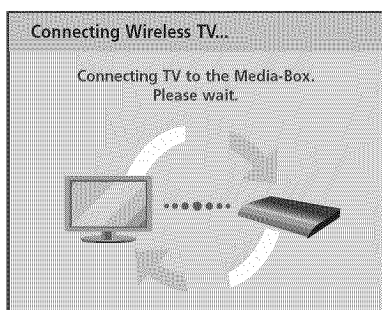 Connecting Wireless TV...
Connecting TV to the Media-Box.
Please wait.